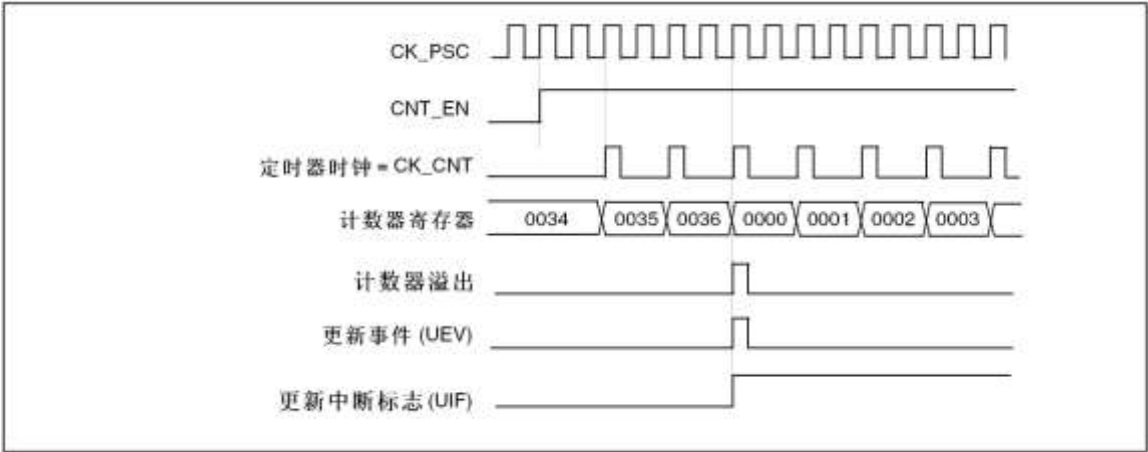 CK_PSC
CNT_EN
定时器时钟 = CK_CNT
计数器寄存器 0034 0035 0036 0000 0001 0002 0003
计数器溢出
更新事件 (UEV)
更新中断标志 (UIF)